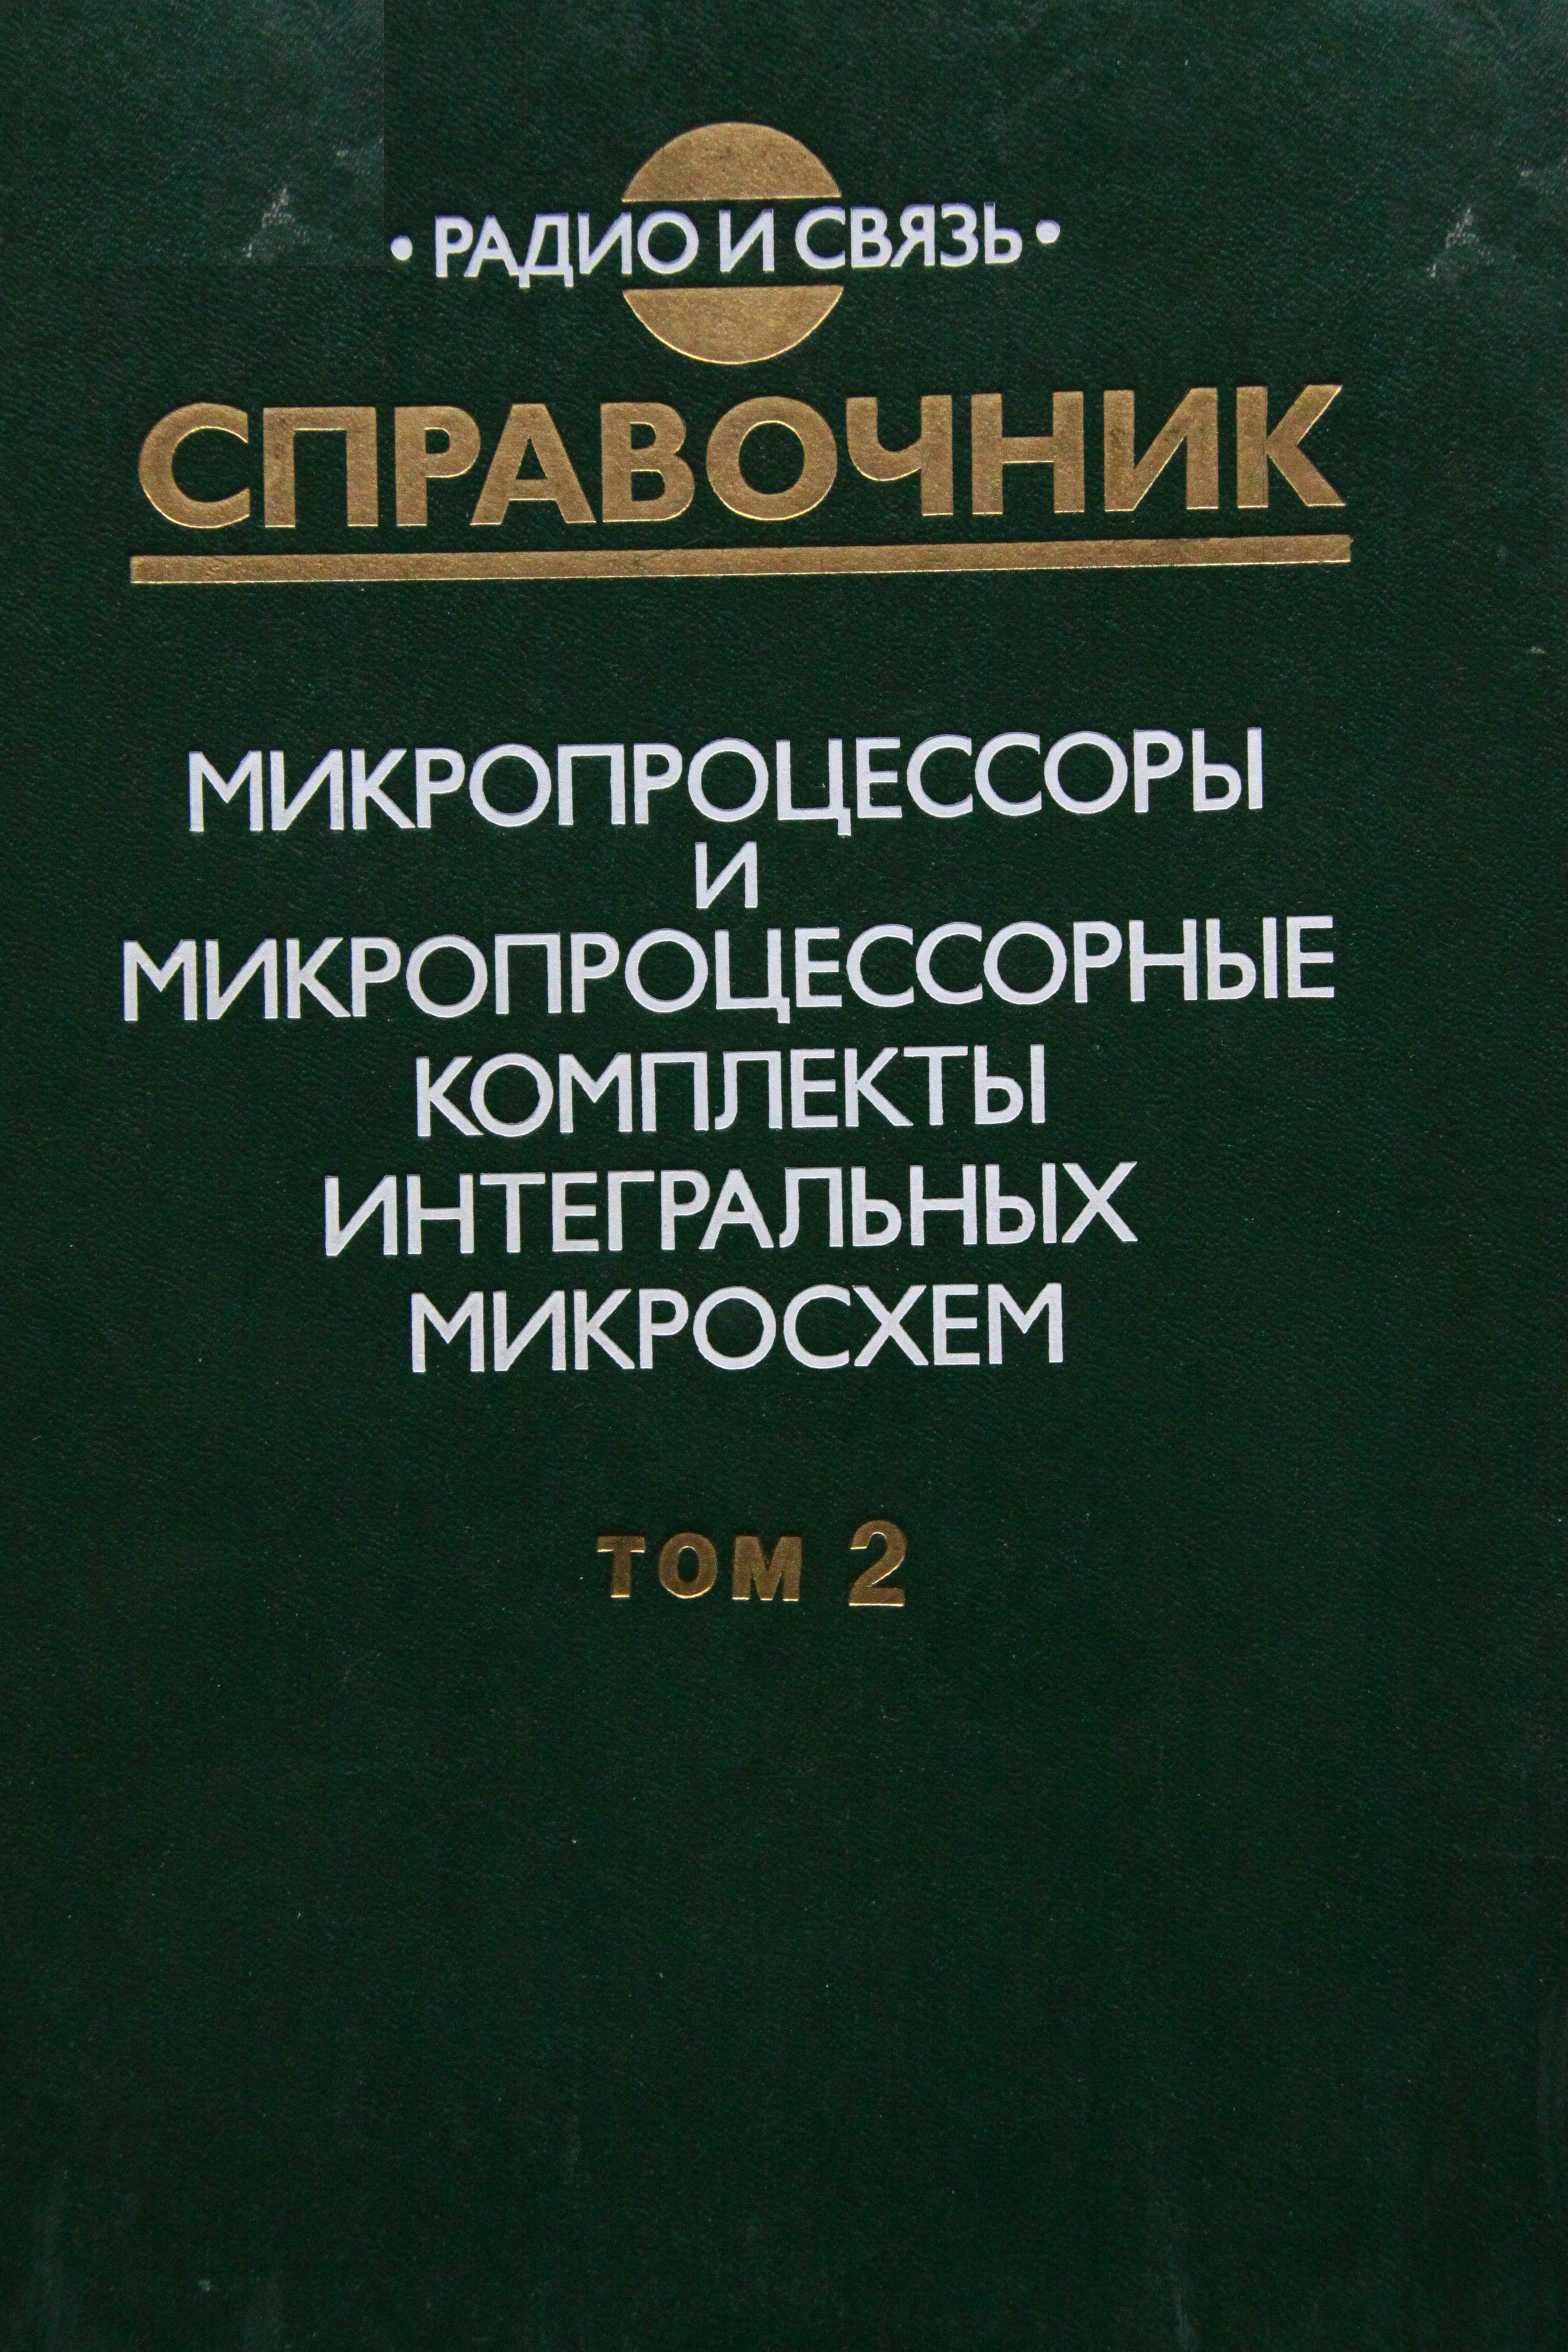 • РАДИО И СВЯЗЬ •
СПРАВОЧНИК
МИКРОПРОЦЕССОРЫ
И
МИКРОПРОЦЕССОРНЫЕ
КОМПЛЕКТЫ
ИНТЕГРАЛЬНЫХ
МИКРОСХЕМ
ТОМ 2